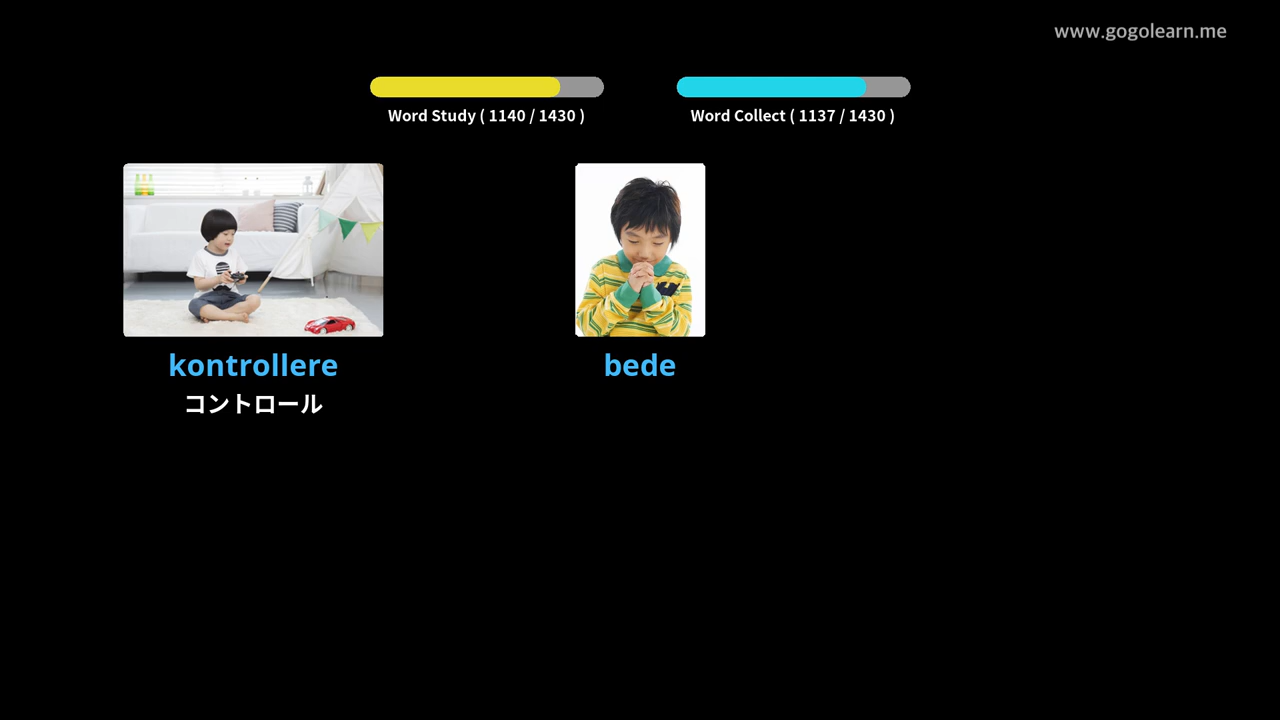 www.gogolearn.me
Word Study ( 1140 / 1430 )
Word Collect ( 1137 / 1430 )
kontrollere
コントロール
bede